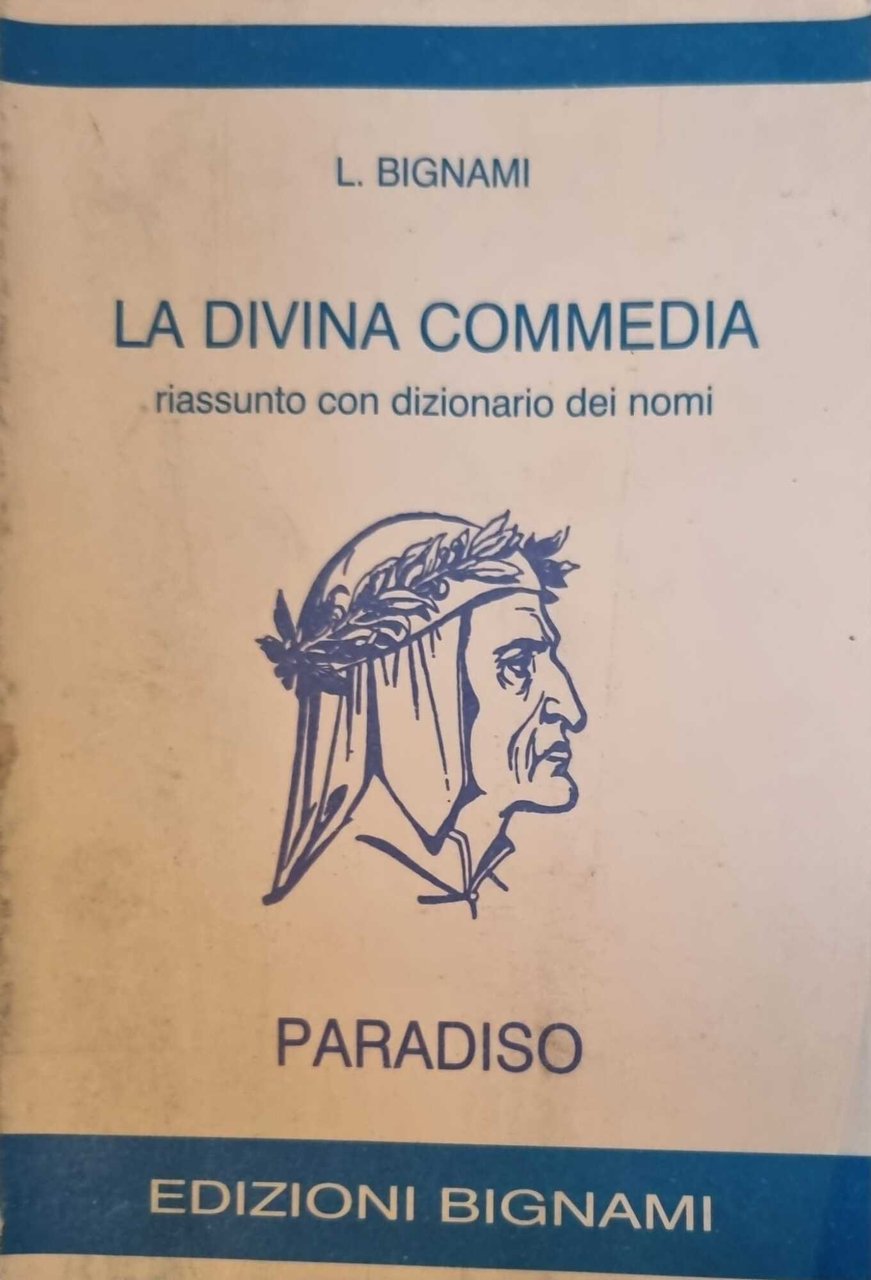 L. BIGNAMI
LA DIVINA COMMEDIA
riassunto con dizionario dei nomi
PARADISO
EDIZIONI BIGNAMI